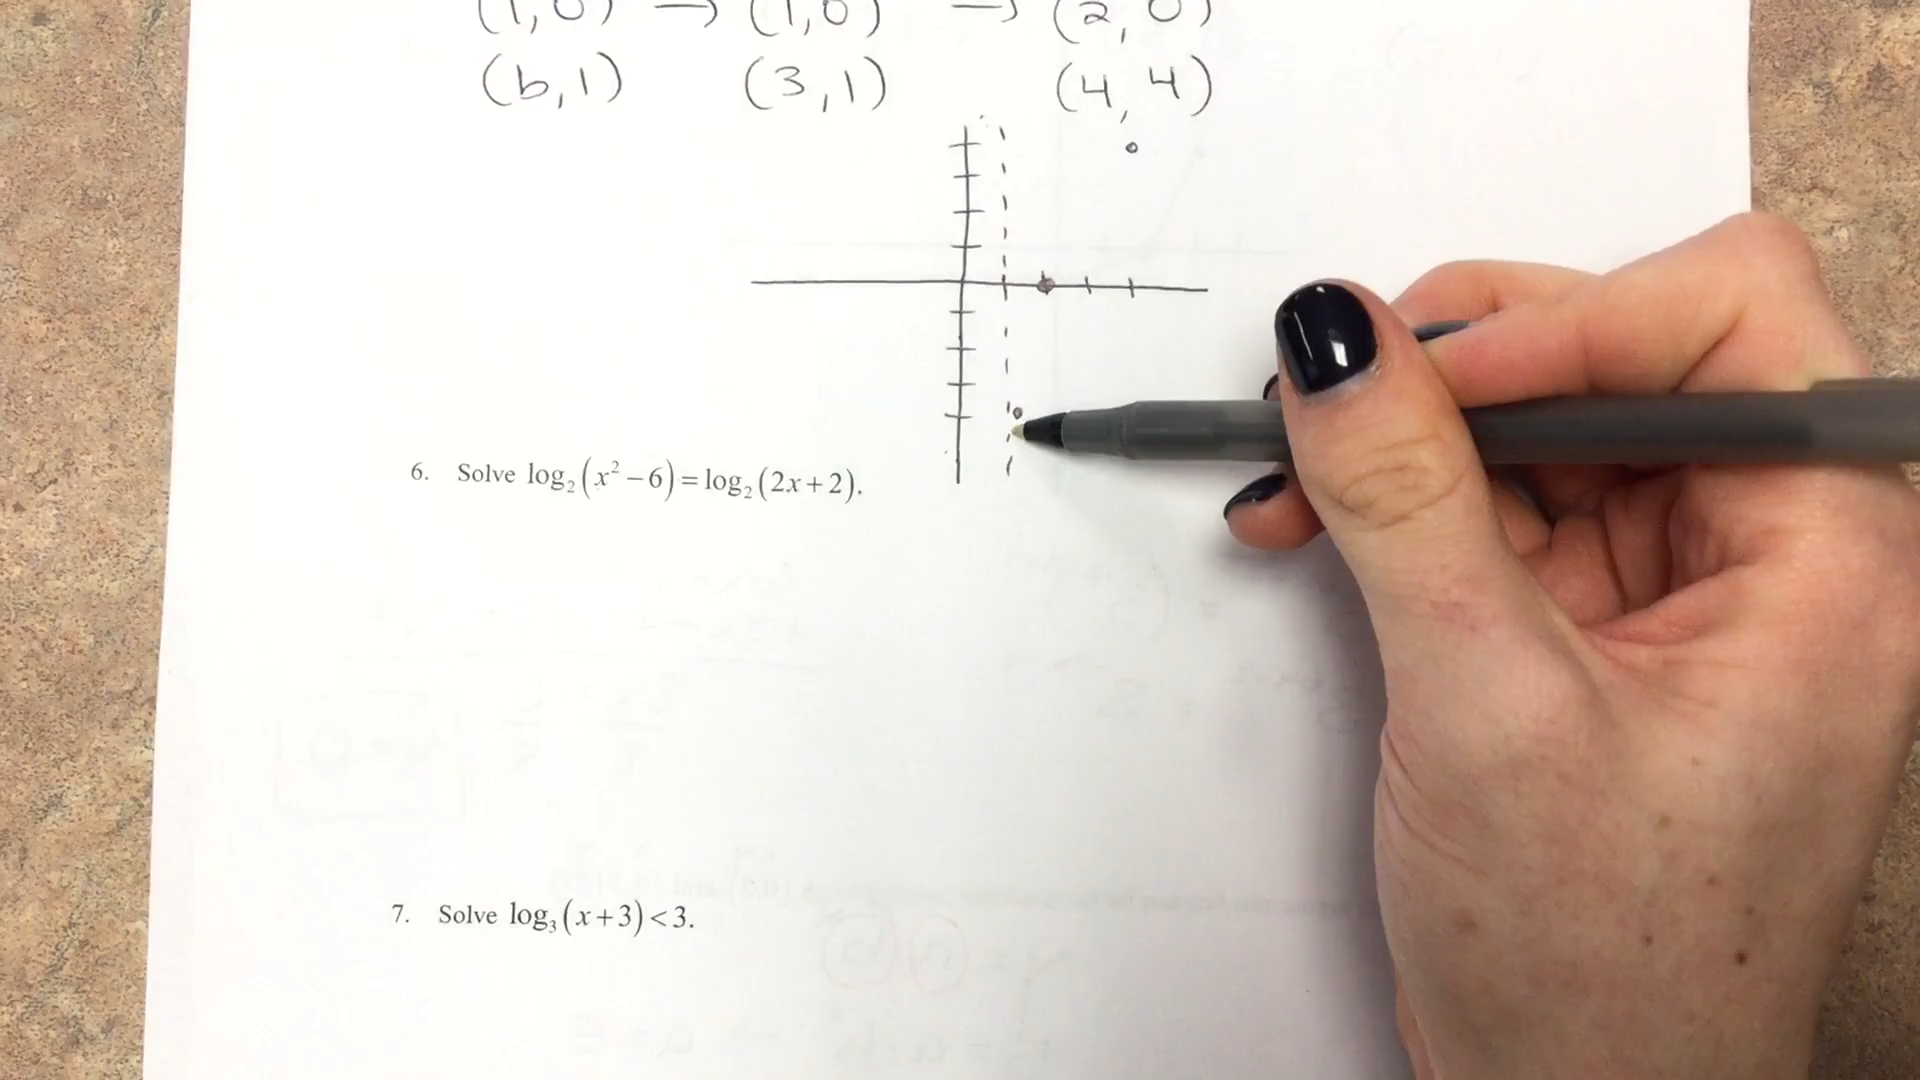 (1,0) → (1,0) → (2,0)
(b,1) (3,1) (4,4)
6. Solve log₂(x² − 6) = log₂(2x + 2).
7. Solve log₃(x + 3) < 3.